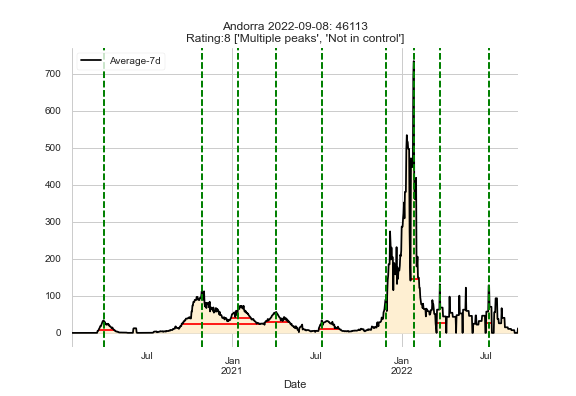 Andorra 2022-09-08: 46113
Rating:8 ['Multiple peaks', 'Not in control']
Average-7d
700
600
500
400
300
200
100
0
Jul
Jan
2021
Jul
Jan
2022
Jul
Date